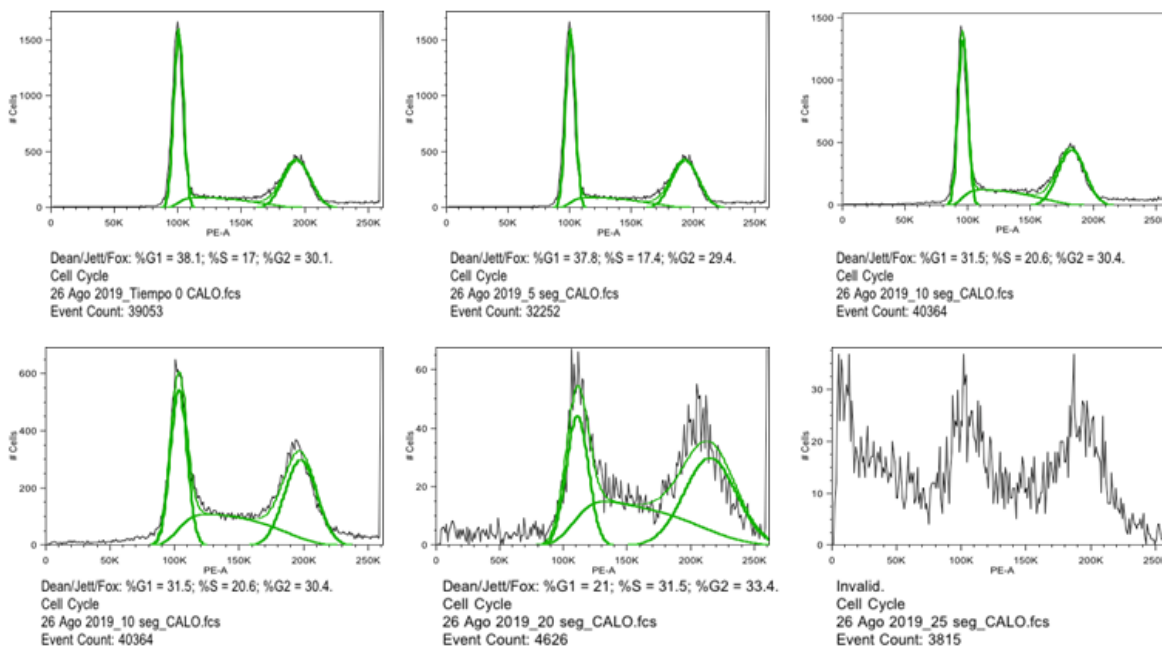 1500
1000
500
0
# Cells
0 50K 100K 150K 200K 250K
PE-A
Dean/Jett/Fox: %G1 = 38.1; %S = 17; %G2 = 30.1.
Cell Cycle
26 Ago 2019_Tiempo 0 CALO.fcs
Event Count: 39053
1500
1000
500
0
# Cells
0 50K 100K 150K 200K 250K
PE-A
Dean/Jett/Fox: %G1 = 37.8; %S = 17.4; %G2 = 29.4.
Cell Cycle
26 Ago 2019_5 seg_CALO.fcs
Event Count: 32252
1500
1000
500
0
# Cells
0 50K 100K 150K 200K 250K
PE-A
Dean/Jett/Fox: %G1 = 31.5; %S = 20.6; %G2 = 30.4.
Cell Cycle
26 Ago 2019_10 seg_CALO.fcs
Event Count: 40364
600
400
200
0
# Cells
0 50K 100K 150K 200K 250K
PE-A
Dean/Jett/Fox: %G1 = 31.5; %S = 20.6; %G2 = 30.4.
Cell Cycle
26 Ago 2019_10 seg_CALO.fcs
Event Count: 40364
60
40
20
0
# Cells
0 50K 100K 150K 200K 250K
PE-A
Dean/Jett/Fox: %G1 = 21; %S = 31.5; %G2 = 33.4.
Cell Cycle
26 Ago 2019_20 seg_CALO.fcs
Event Count: 4626
30
20
10
0
# Cells
0 50K 100K 150K 200K 250K
PE-A
Invalid.
Cell Cycle
26 Ago 2019_25 seg_CALO.fcs
Event Count: 3815